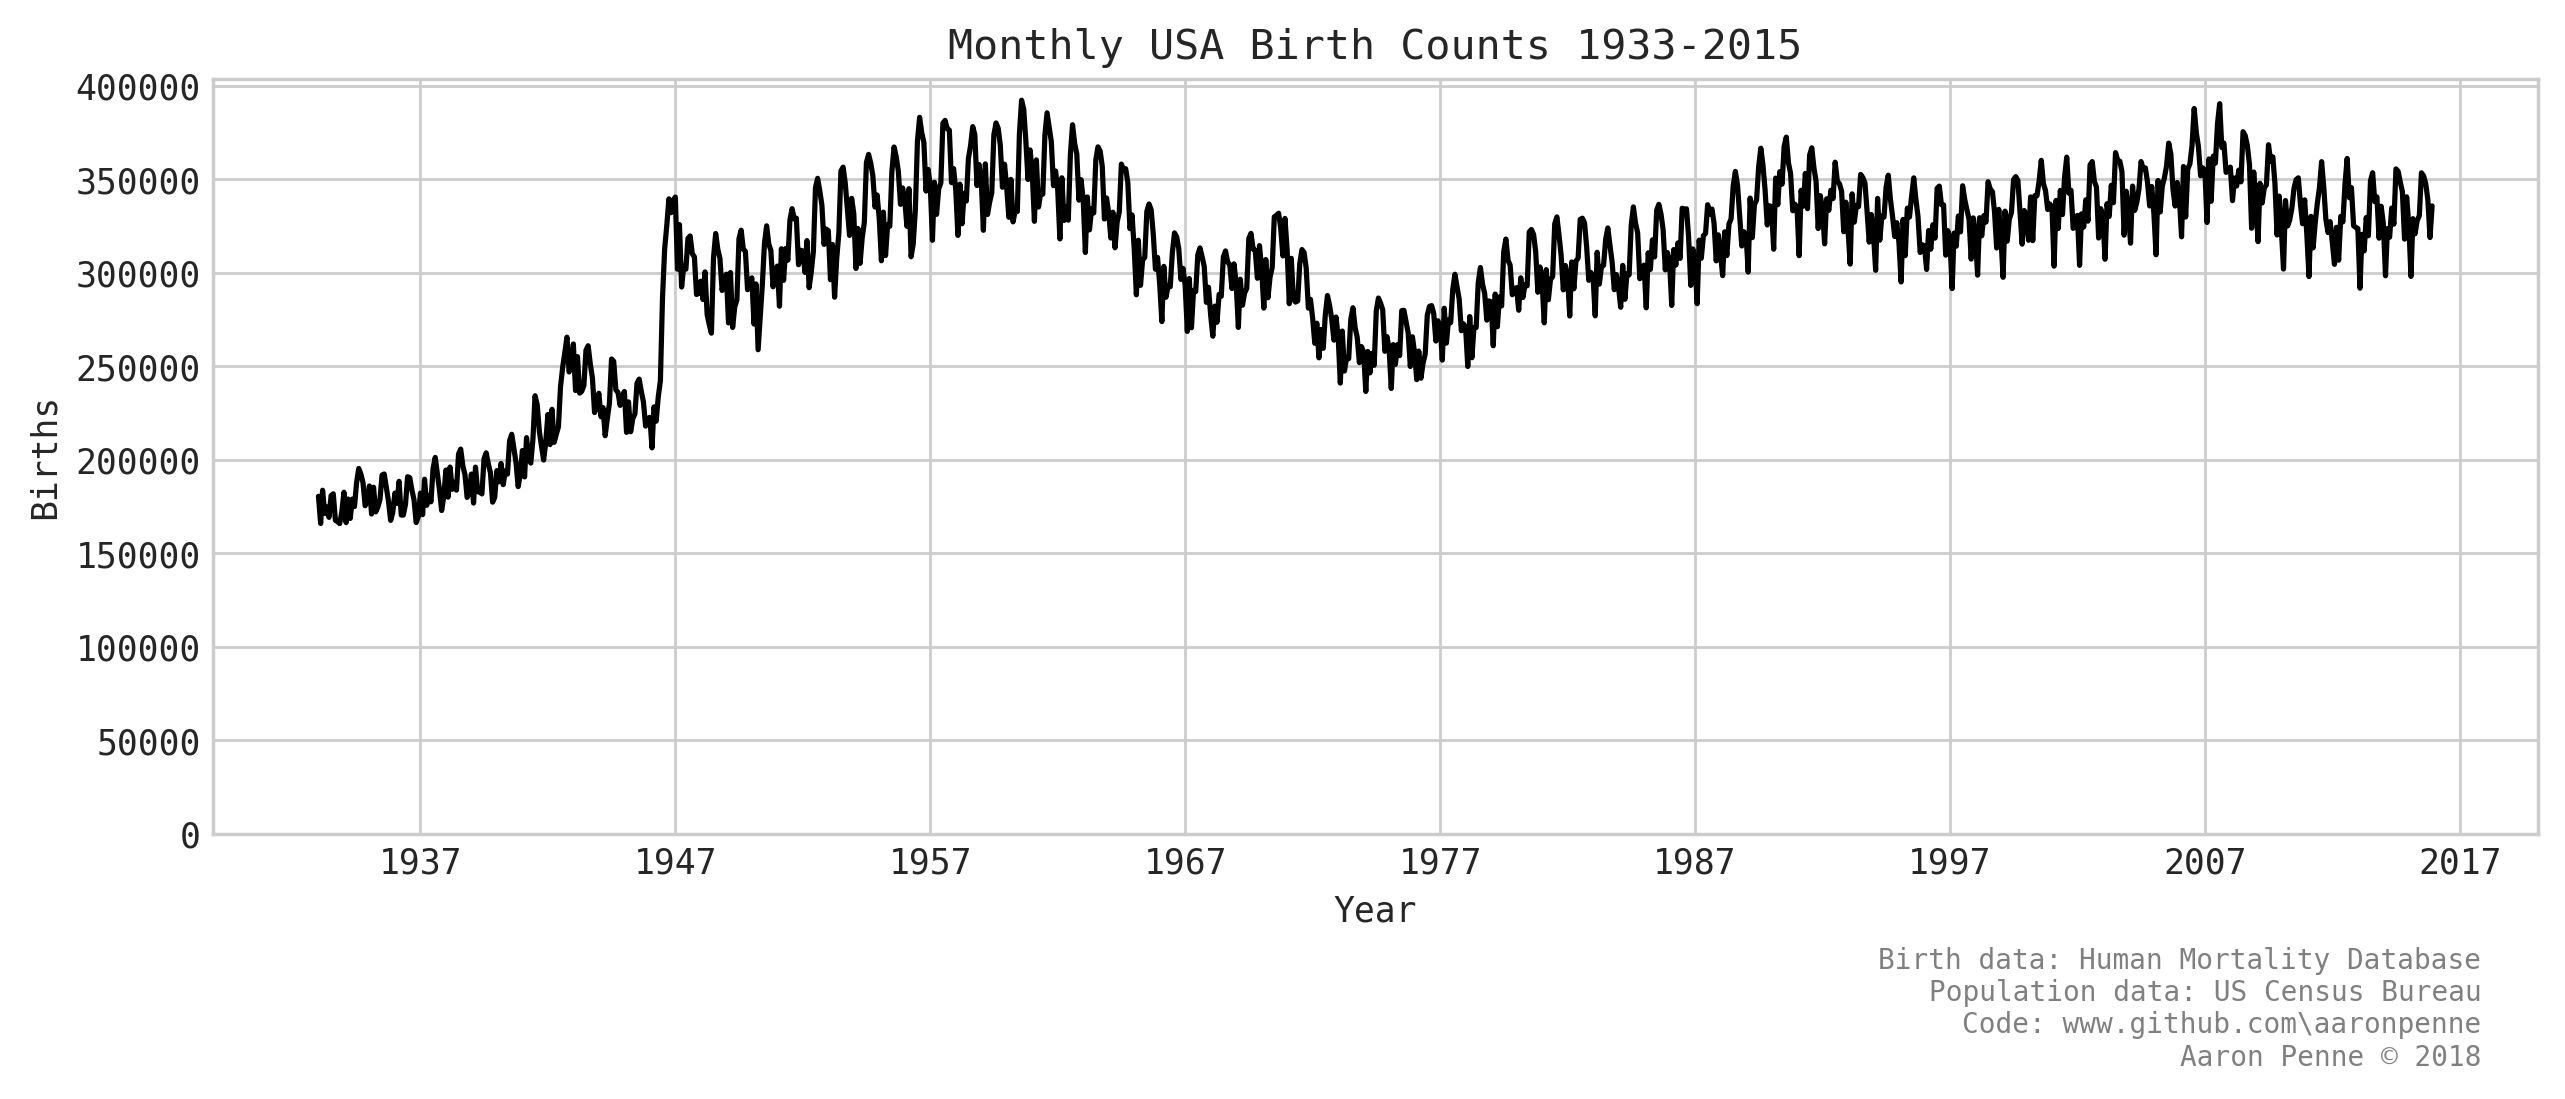 Monthly USA Birth Counts 1933-2015
400000
350000
300000
250000
200000
150000
100000
50000
0
Births
1937 1947 1957 1967 1977 1987 1997 2007 2017
Year
Birth data: Human Mortality Database
Population data: US Census Bureau
Code: www.github.com\aaronpenne
Aaron Penne © 2018